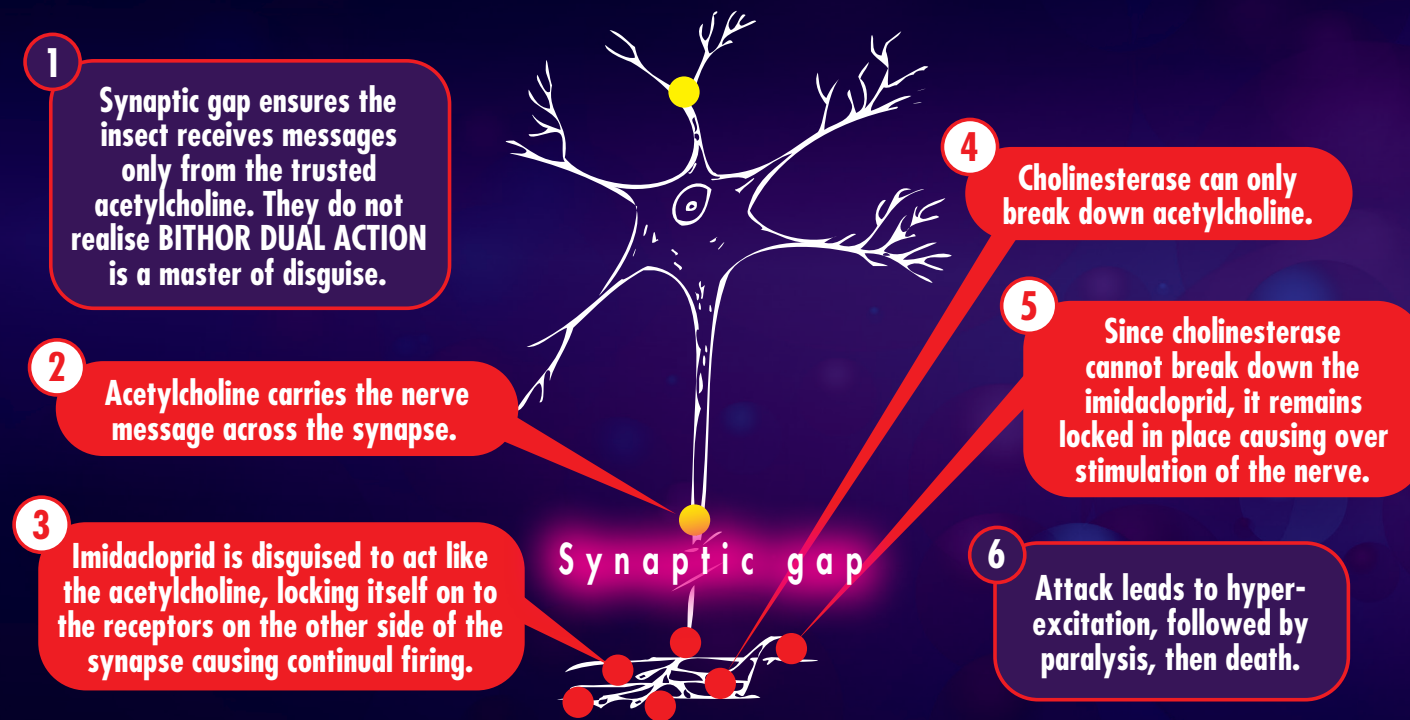 1
Synaptic gap ensures the
insect receives messages
only from the trusted
acetylcholine. They do not
realise BITHOR DUAL ACTION
is a master of disguise.
2
Acetylcholine carries the nerve
message across the synapse.
3
Imidacloprid is disguised to act like
the acetylcholine, locking itself on to
the receptors on the other side of the
synapse causing continual firing.
Synaptic gap
4
Cholinesterase can only
break down acetylcholine.
5
Since cholinesterase
cannot break down the
imidacloprid, it remains
locked in place causing over
stimulation of the nerve.
6
Attack leads to hyper-
excitation, followed by
paralysis, then death.